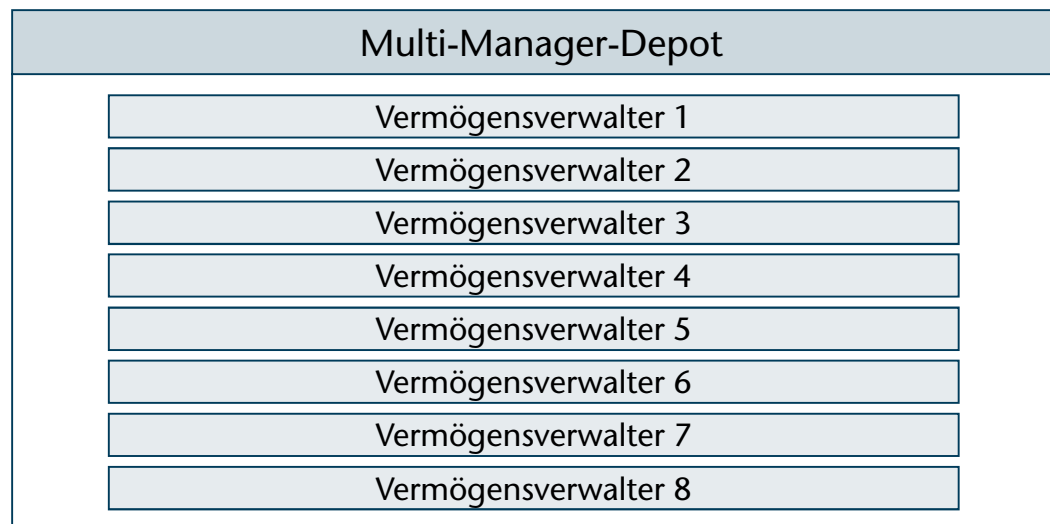 Multi-Manager-Depot
Vermögensverwalter 1
Vermögensverwalter 2
Vermögensverwalter 3
Vermögensverwalter 4
Vermögensverwalter 5
Vermögensverwalter 6
Vermögensverwalter 7
Vermögensverwalter 8